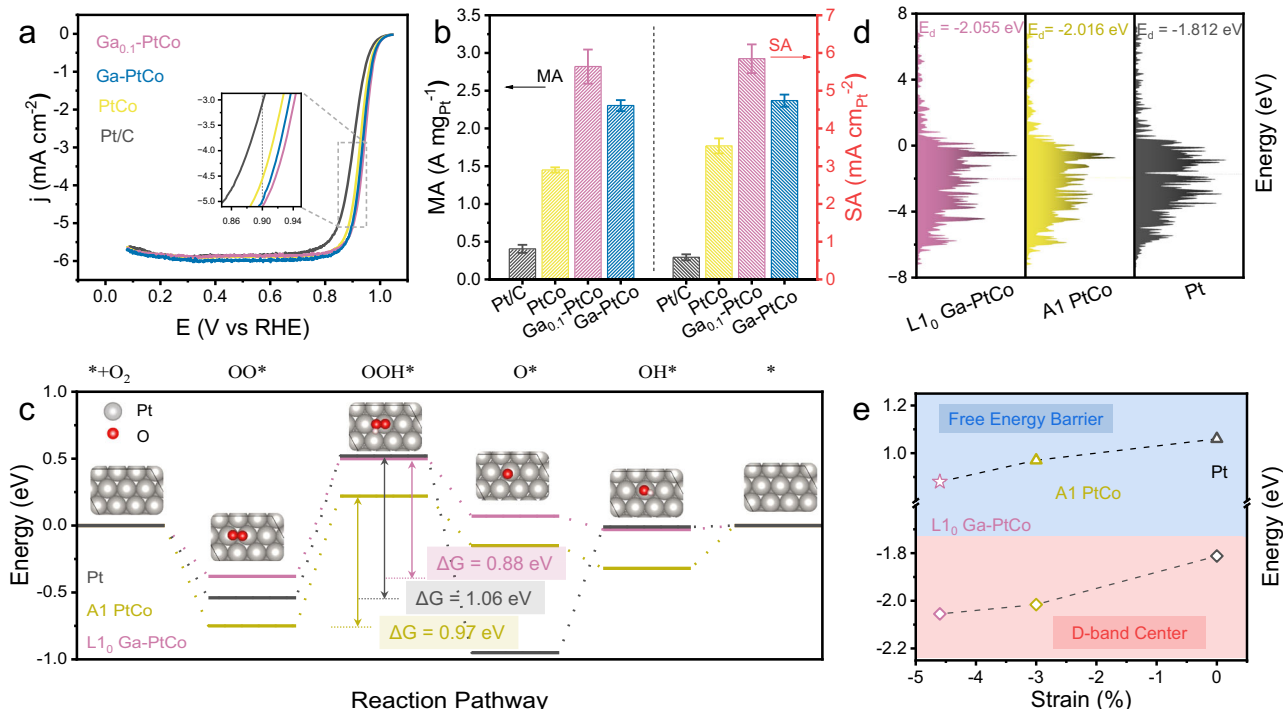 a
Ga0.1-PtCo
Ga-PtCo
PtCo
Pt/C
j (mA cm-2)
0
-1
-2
-3
-4
-5
-6
-3.0
-3.5
-4.0
-4.5
-5.0
0.86 0.90 0.94
0.0 0.2 0.4 0.6 0.8 1.0
E (V vs RHE)
b
MA (A mgPt-1)
3.5
3.0
2.5
2.0
1.5
1.0
0.5
0.0
MA
SA
7
6
5
4
3
2
1
0
SA (mA cmPt-2)
Pt/C PtCo Ga0.1-PtCo Ga-PtCo Pt/C PtCo Ga0.1-PtCo Ga-PtCo
d
Ed = -2.055 eV Ed = -2.016 eV Ed = -1.812 eV
8
4
0
-4
-8
Energy (eV)
L10 Ga-PtCo A1 PtCo Pt
c
*+O2 OO* OOH* O* OH* *
Pt
O
Energy (eV)
1.0
0.5
0.0
-0.5
-1.0
Pt
A1 PtCo
L10 Ga-PtCo
ΔG = 0.88 eV
ΔG = 1.06 eV
ΔG = 0.97 eV
Reaction Pathway
e
1.2
1.0
-1.8
-2.0
-2.2
Free Energy Barrier
Pt
A1 PtCo
L10 Ga-PtCo
D-band Center
Energy (eV)
-5 -4 -3 -2 -1 0
Strain (%)